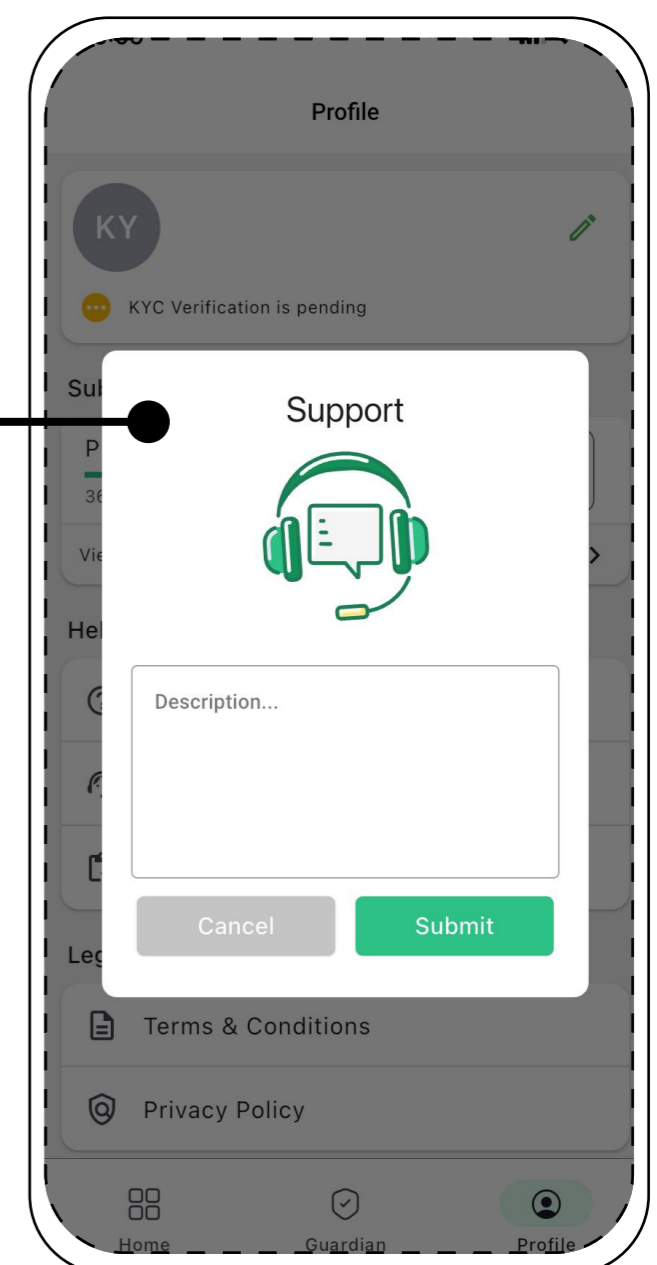 Profile
KY
KYC Verification is pending
Support
Description...
Cancel
Submit
Terms & Conditions
Privacy Policy
Home
Guardian
Profile